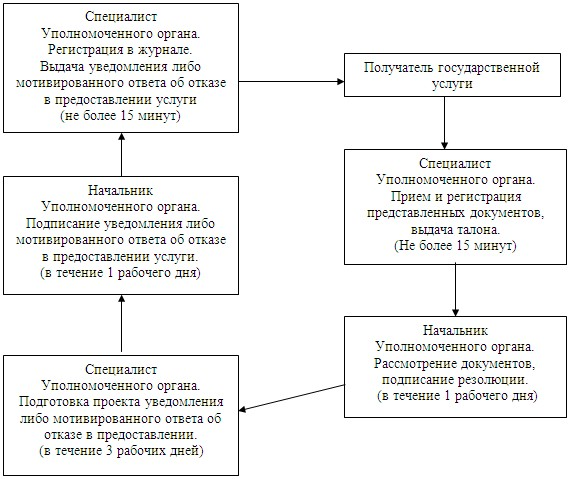 Специалист
Уполномоченного органа.
Регистрация в журнале.
Выдача уведомления либо
мотивированного ответа об отказе
в предоставлении услуги
(не более 15 минут)
Получатель государственной
услуги
Специалист
Уполномоченного органа.
Прием и регистрация
представленных документов,
выдача талона.
(Не более 15 минут)
Начальник
Уполномоченного органа.
Рассмотрение документов,
подписание резолюции.
(в течение 1 рабочего дня)
Специалист
Уполномоченного органа.
Подготовка проекта уведомления
либо мотивированного ответа об
отказе в предоставлении.
(в течение 3 рабочих дней)
Начальник
Уполномоченного органа.
Подписание уведомления либо
мотивированного ответа об отказе
в предоставлении услуги.
(в течение 1 рабочего дня)